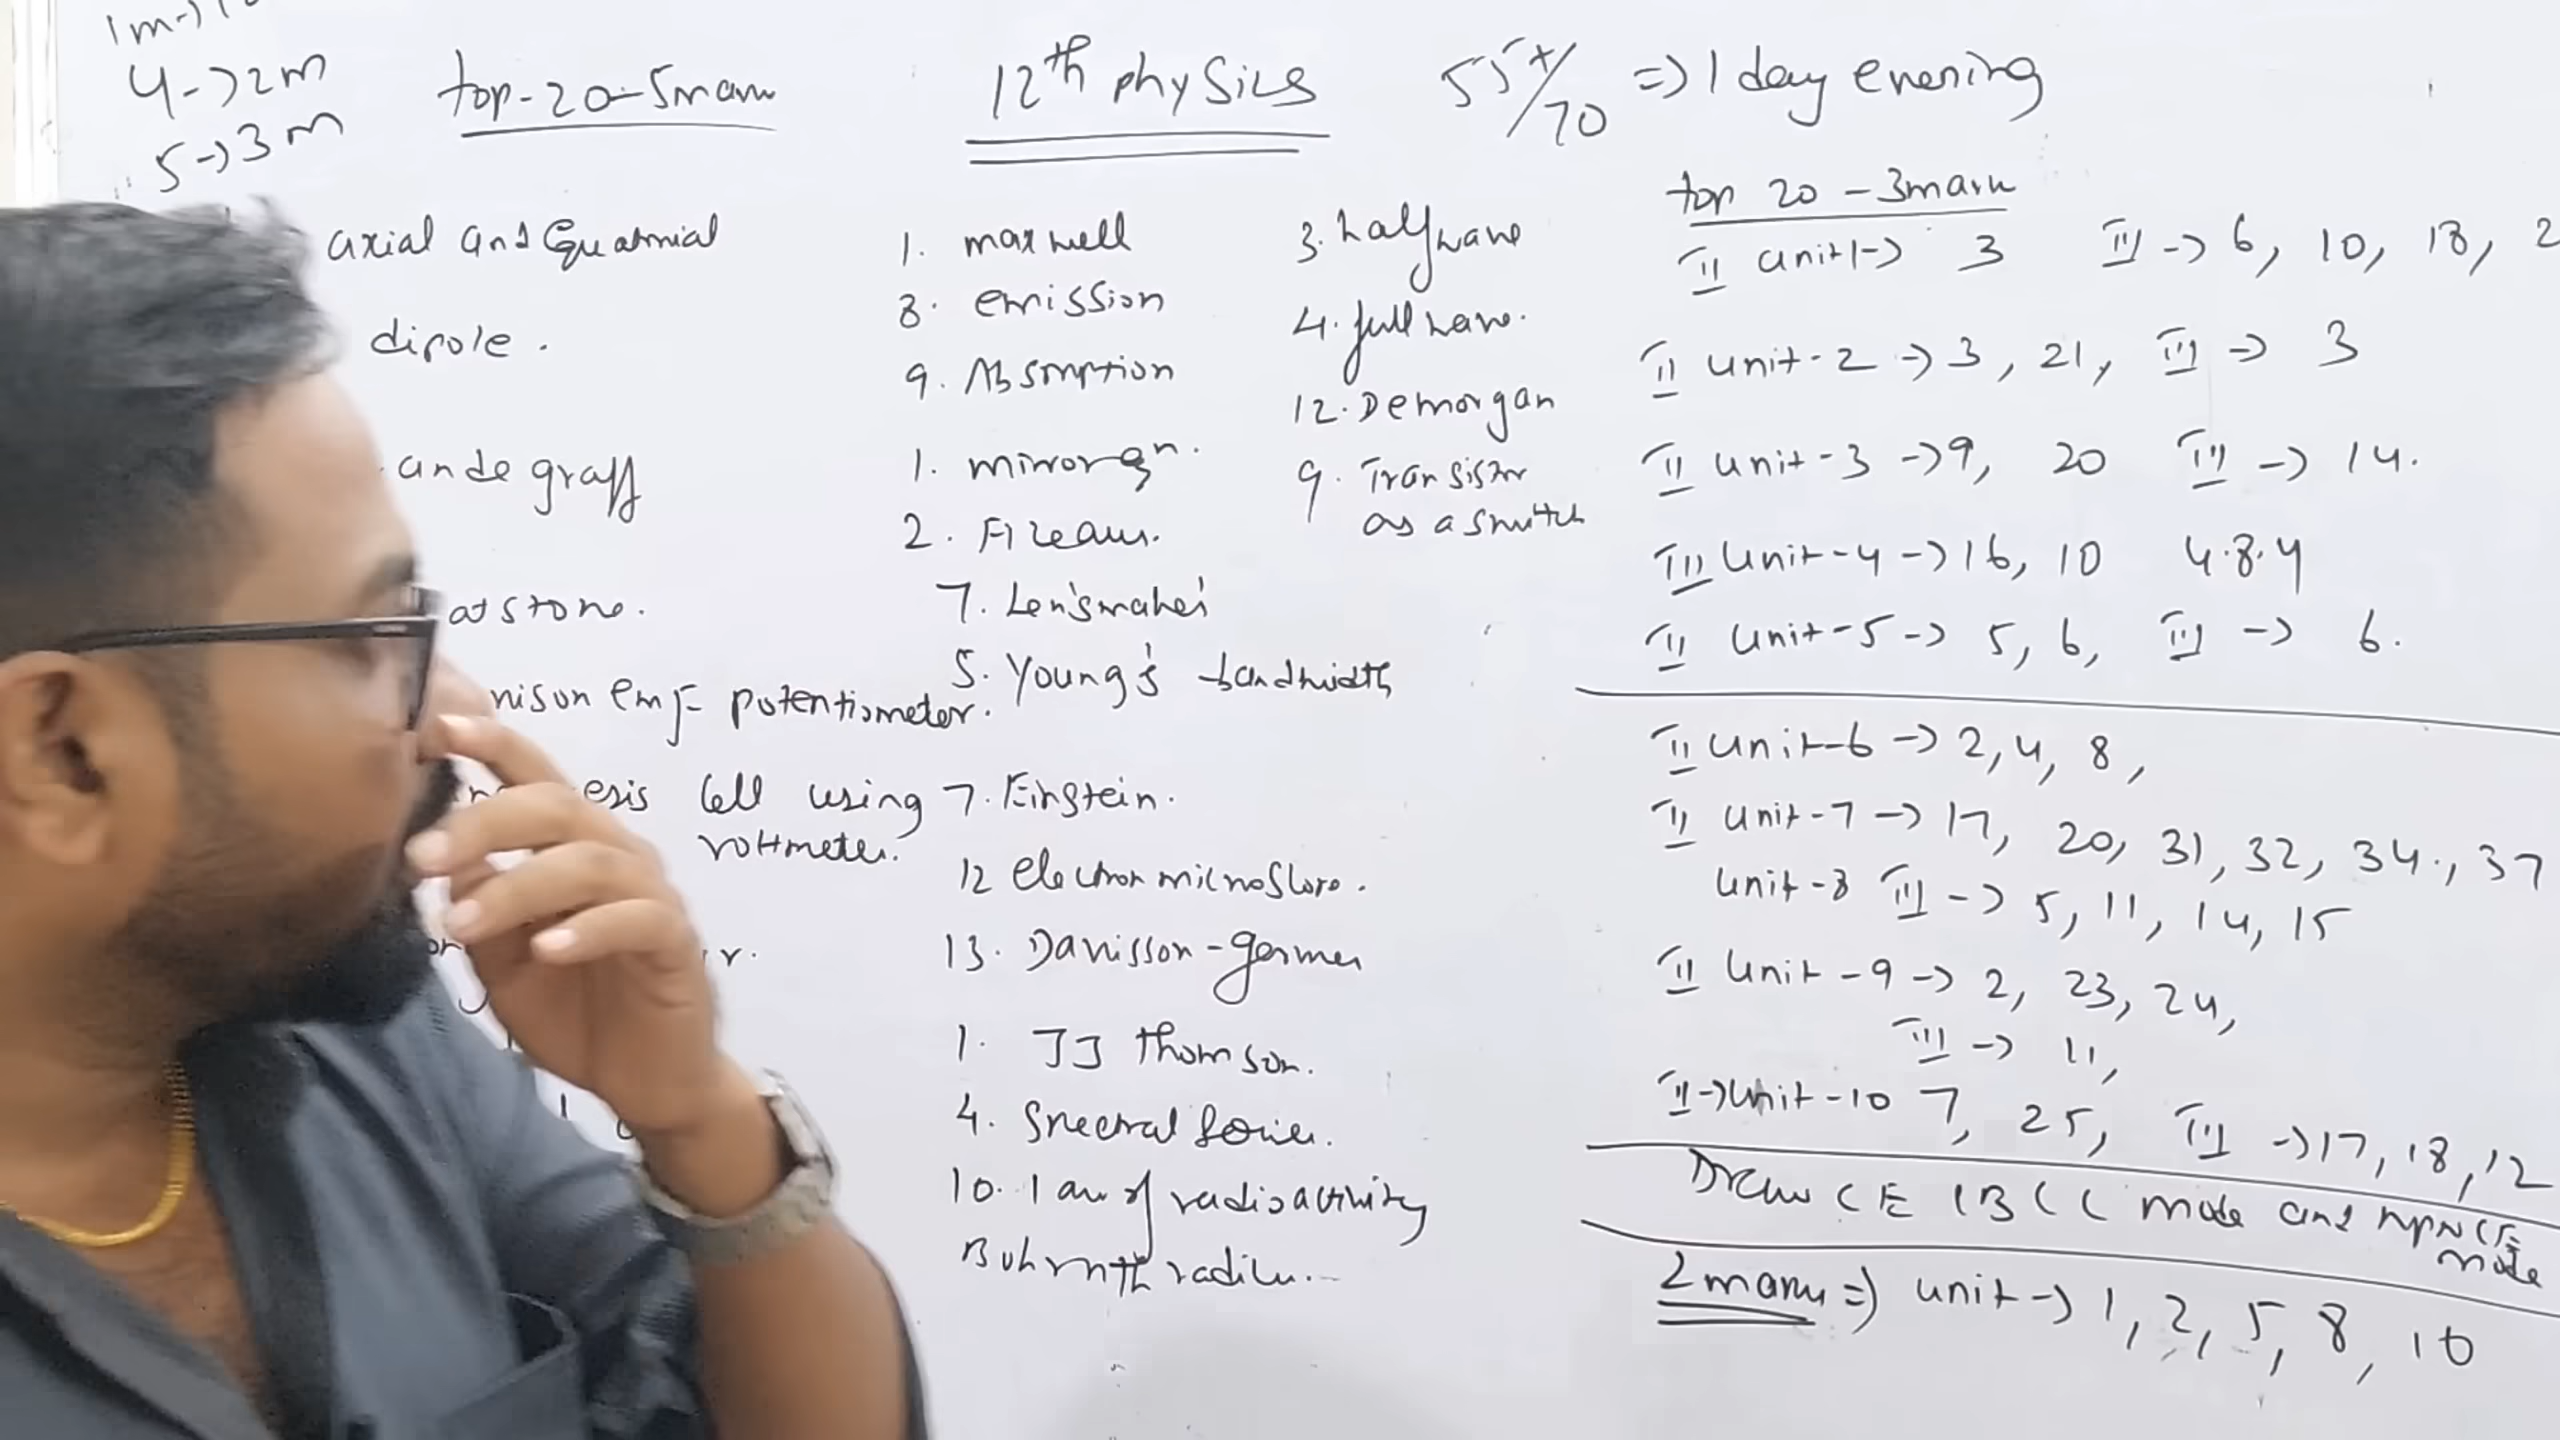 4->2m
5->3m
top-20-5mark
12th physics
55+/70 => 1 day evening
axial and Equatorial
dipole.
ande graff
atstone.
nison emf potentiometer.
esis cell using
voltmeter.
r.
1. maxwell
8. emission
9. Absorption
1. mirror eqn.
2. Fizeau.
7. Len'smaker
5. Young's bandwidth
7. Einstein.
12 electron microscope.
13. Davisson-germer
1. JJ Thomson.
4. Spectral series.
10. law of radioactivity
Bohr nth radius.
3. halfwave
4. fullwave.
12. Demorgan
9. Transistor
as a switch
top 20 - 3mark
II unit1-> 3 III -> 6, 10, 18, 2
II unit-2 -> 3, 21, III -> 3
II unit-3 -> 9, 20 III -> 14.
III unit-4 -> 16, 10 4.8.4
II unit-5 -> 5, 6, III -> 6.
II unit-6 -> 2, 4, 8,
II unit-7 -> 17, 20, 31, 32, 34., 37
unit-8 III -> 5, 11, 14, 15
II unit-9 -> 2, 23, 24,
III -> 11,
II->unit-10 7, 25, III ->17, 18, 12
Draw CE CB CC mode and NPN CE
mode
2mark => unit-> 1, 2, 5, 8, 10